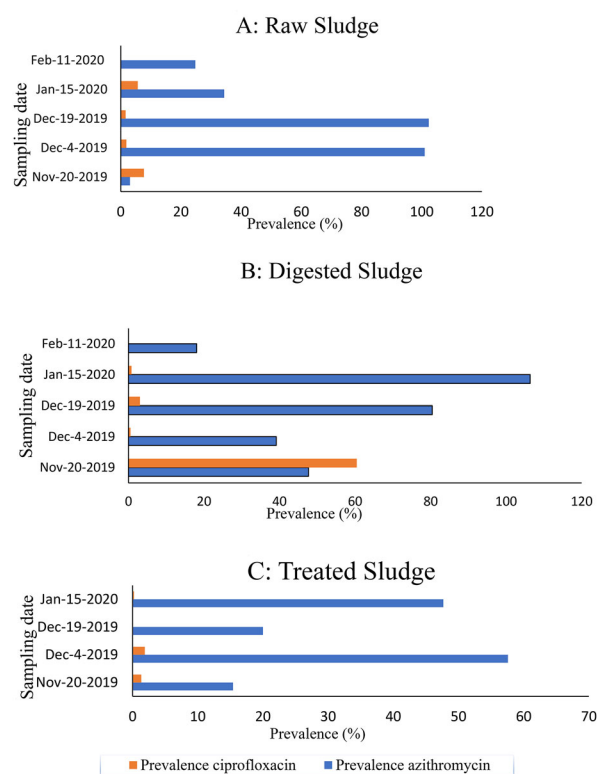 A: Raw Sludge
Sampling date
Feb-11-2020
Jan-15-2020
Dec-19-2019
Dec-4-2019
Nov-20-2019
0 20 40 60 80 100 120
Prevalence (%)
B: Digested Sludge
Sampling date
Feb-11-2020
Jan-15-2020
Dec-19-2019
Dec-4-2019
Nov-20-2019
0 20 40 60 80 100 120
Prevalence (%)
C: Treated Sludge
Sampling date
Jan-15-2020
Dec-19-2019
Dec-4-2019
Nov-20-2019
0 10 20 30 40 50 60 70
Prevalence (%)
Prevalence ciprofloxacin Prevalence azithromycin